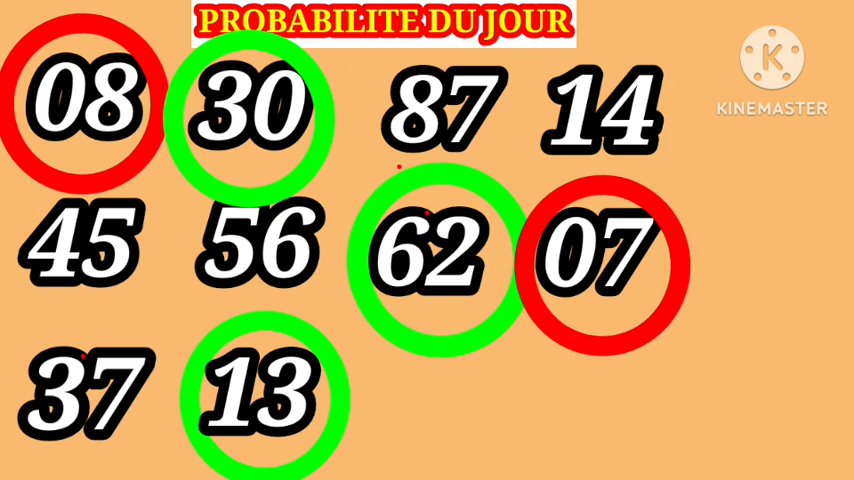 PROBABILITE DU JOUR
08 30 87 14
KINEMASTER
45 56 62 07
37 13